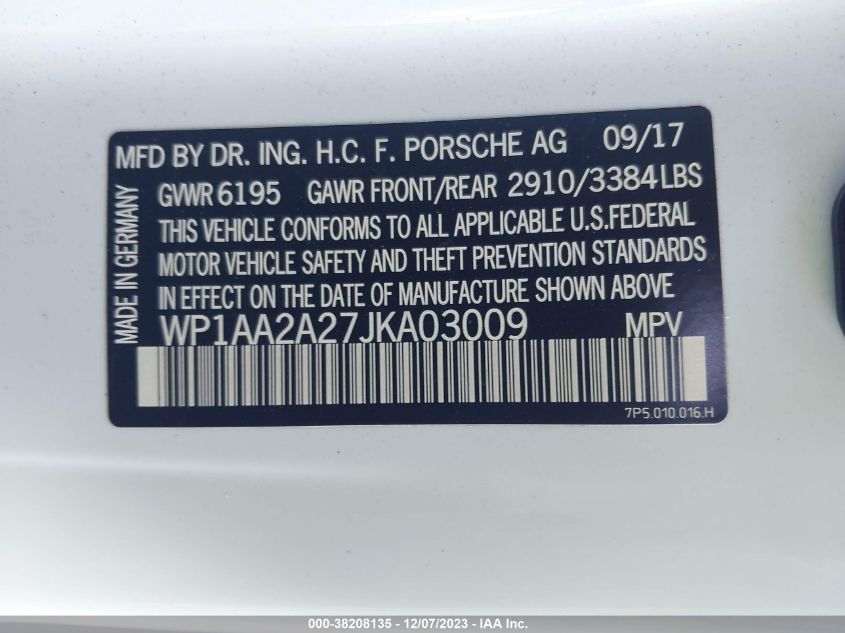 MFD BY DR. ING. H.C. F. PORSCHE AG 09/17
GVWR 6195 GAWR FRONT/REAR 2910/3384LBS
THIS VEHICLE CONFORMS TO ALL APPLICABLE U.S.FEDERAL
MOTOR VEHICLE SAFETY AND THEFT PREVENTION STANDARDS
IN EFFECT ON THE DATE OF MANUFACTURE SHOWN ABOVE
WP1AA2A27JKA03009 MPV
7P5.010.016.H
MADE IN GERMANY
000-38208135 - 12/07/2023 - IAA Inc.